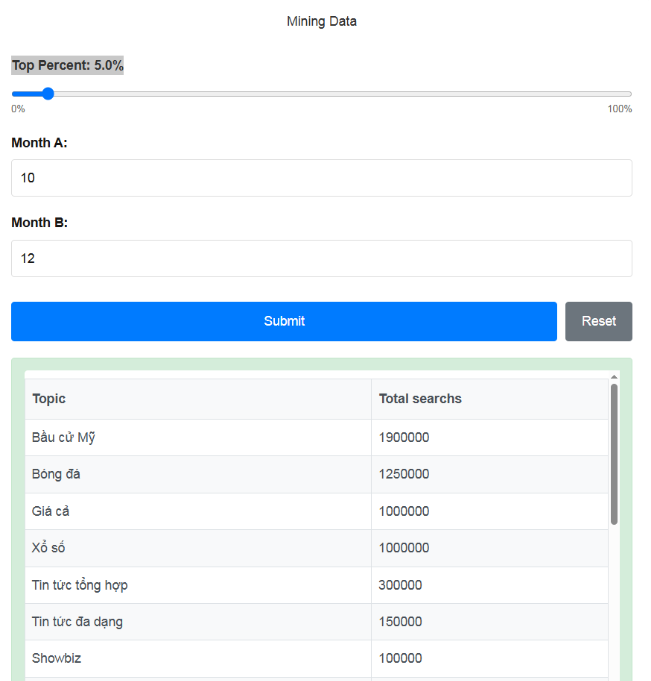 Mining Data
Top Percent: 5.0%
0% 100%
Month A:
10
Month B:
12
Submit Reset
Topic Total searchs
Bầu cử Mỹ 1900000
Bóng đá 1250000
Giá cả 1000000
Xổ số 1000000
Tin tức tổng hợp 300000
Tin tức đa dạng 150000
Showbiz 100000